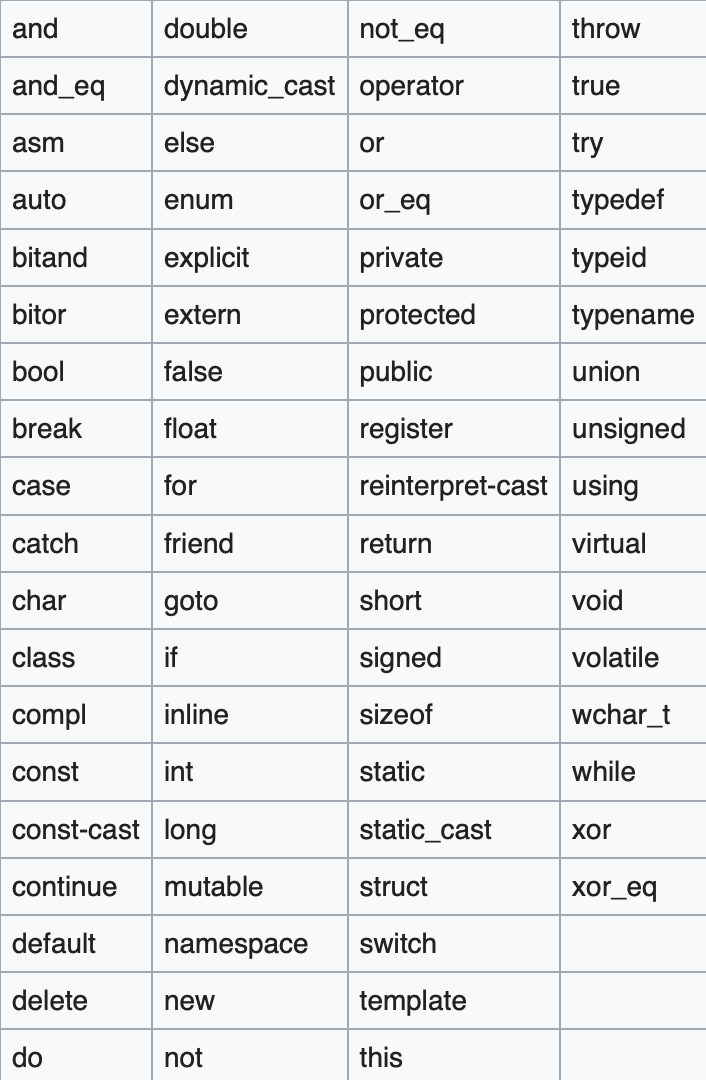 and double not_eq throw
and_eq dynamic_cast operator true
asm else or try
auto enum or_eq typedef
bitand explicit private typeid
bitor extern protected typename
bool false public union
break float register unsigned
case for reinterpret-cast using
catch friend return virtual
char goto short void
class if signed volatile
compl inline sizeof wchar_t
const int static while
const-cast long static_cast xor
continue mutable struct xor_eq
default namespace switch
delete new template
do not this